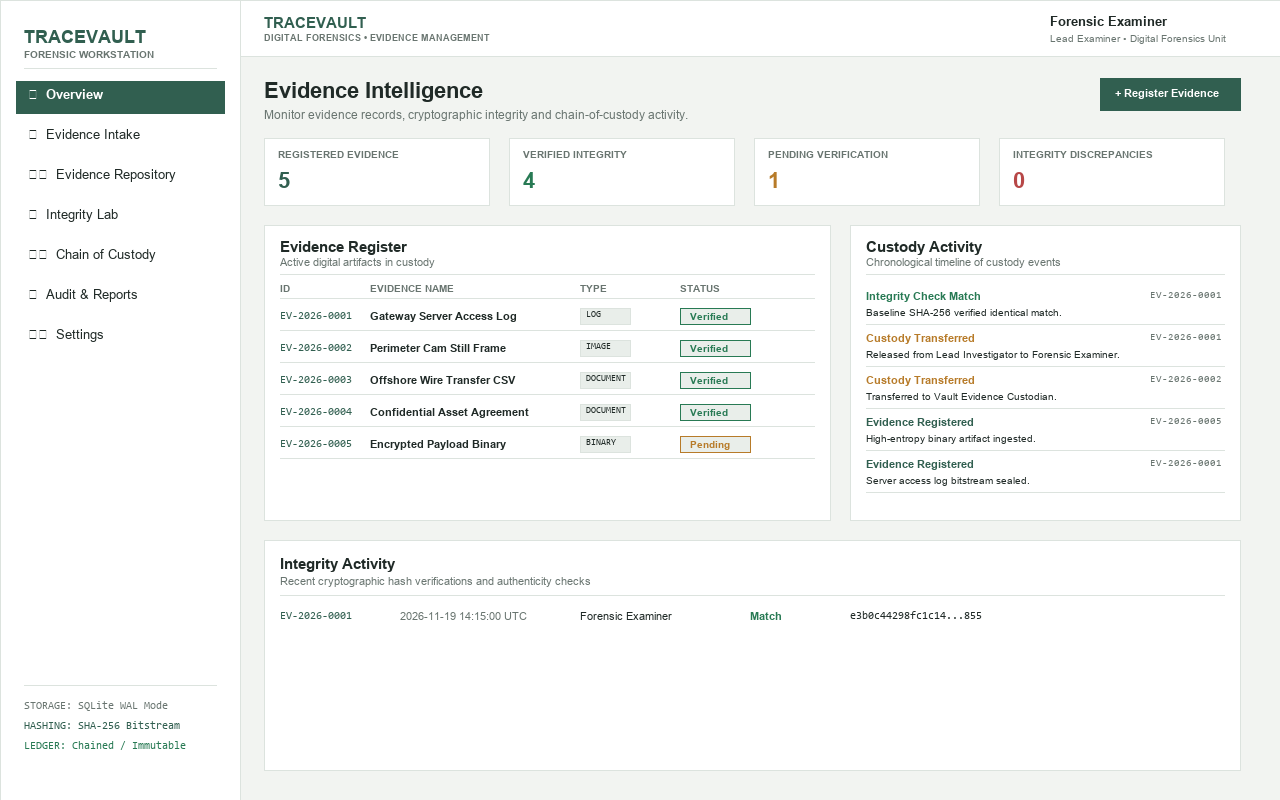 TRACEVAULT
FORENSIC WORKSTATION
Overview
Evidence Intake
Evidence Repository
Integrity Lab
Chain of Custody
Audit & Reports
Settings
STORAGE: SQLite WAL Mode
HASHING: SHA-256 Bitstream
LEDGER: Chained / Immutable
TRACEVAULT
DIGITAL FORENSICS • EVIDENCE MANAGEMENT
Forensic Examiner
Lead Examiner • Digital Forensics Unit
Evidence Intelligence
Monitor evidence records, cryptographic integrity and chain-of-custody activity.
+ Register Evidence
REGISTERED EVIDENCE
5
VERIFIED INTEGRITY
4
PENDING VERIFICATION
1
INTEGRITY DISCREPANCIES
0
Evidence Register
Active digital artifacts in custody
ID EVIDENCE NAME TYPE STATUS
EV-2026-0001 Gateway Server Access Log LOG Verified
EV-2026-0002 Perimeter Cam Still Frame IMAGE Verified
EV-2026-0003 Offshore Wire Transfer CSV DOCUMENT Verified
EV-2026-0004 Confidential Asset Agreement DOCUMENT Verified
EV-2026-0005 Encrypted Payload Binary BINARY Pending
Custody Activity
Chronological timeline of custody events
Integrity Check Match EV-2026-0001
Baseline SHA-256 verified identical match.
Custody Transferred EV-2026-0001
Released from Lead Investigator to Forensic Examiner.
Custody Transferred EV-2026-0002
Transferred to Vault Evidence Custodian.
Evidence Registered EV-2026-0005
High-entropy binary artifact ingested.
Evidence Registered EV-2026-0001
Server access log bitstream sealed.
Integrity Activity
Recent cryptographic hash verifications and authenticity checks
EV-2026-0001 2026-11-19 14:15:00 UTC Forensic Examiner Match e3b0c44298fc1c14...855